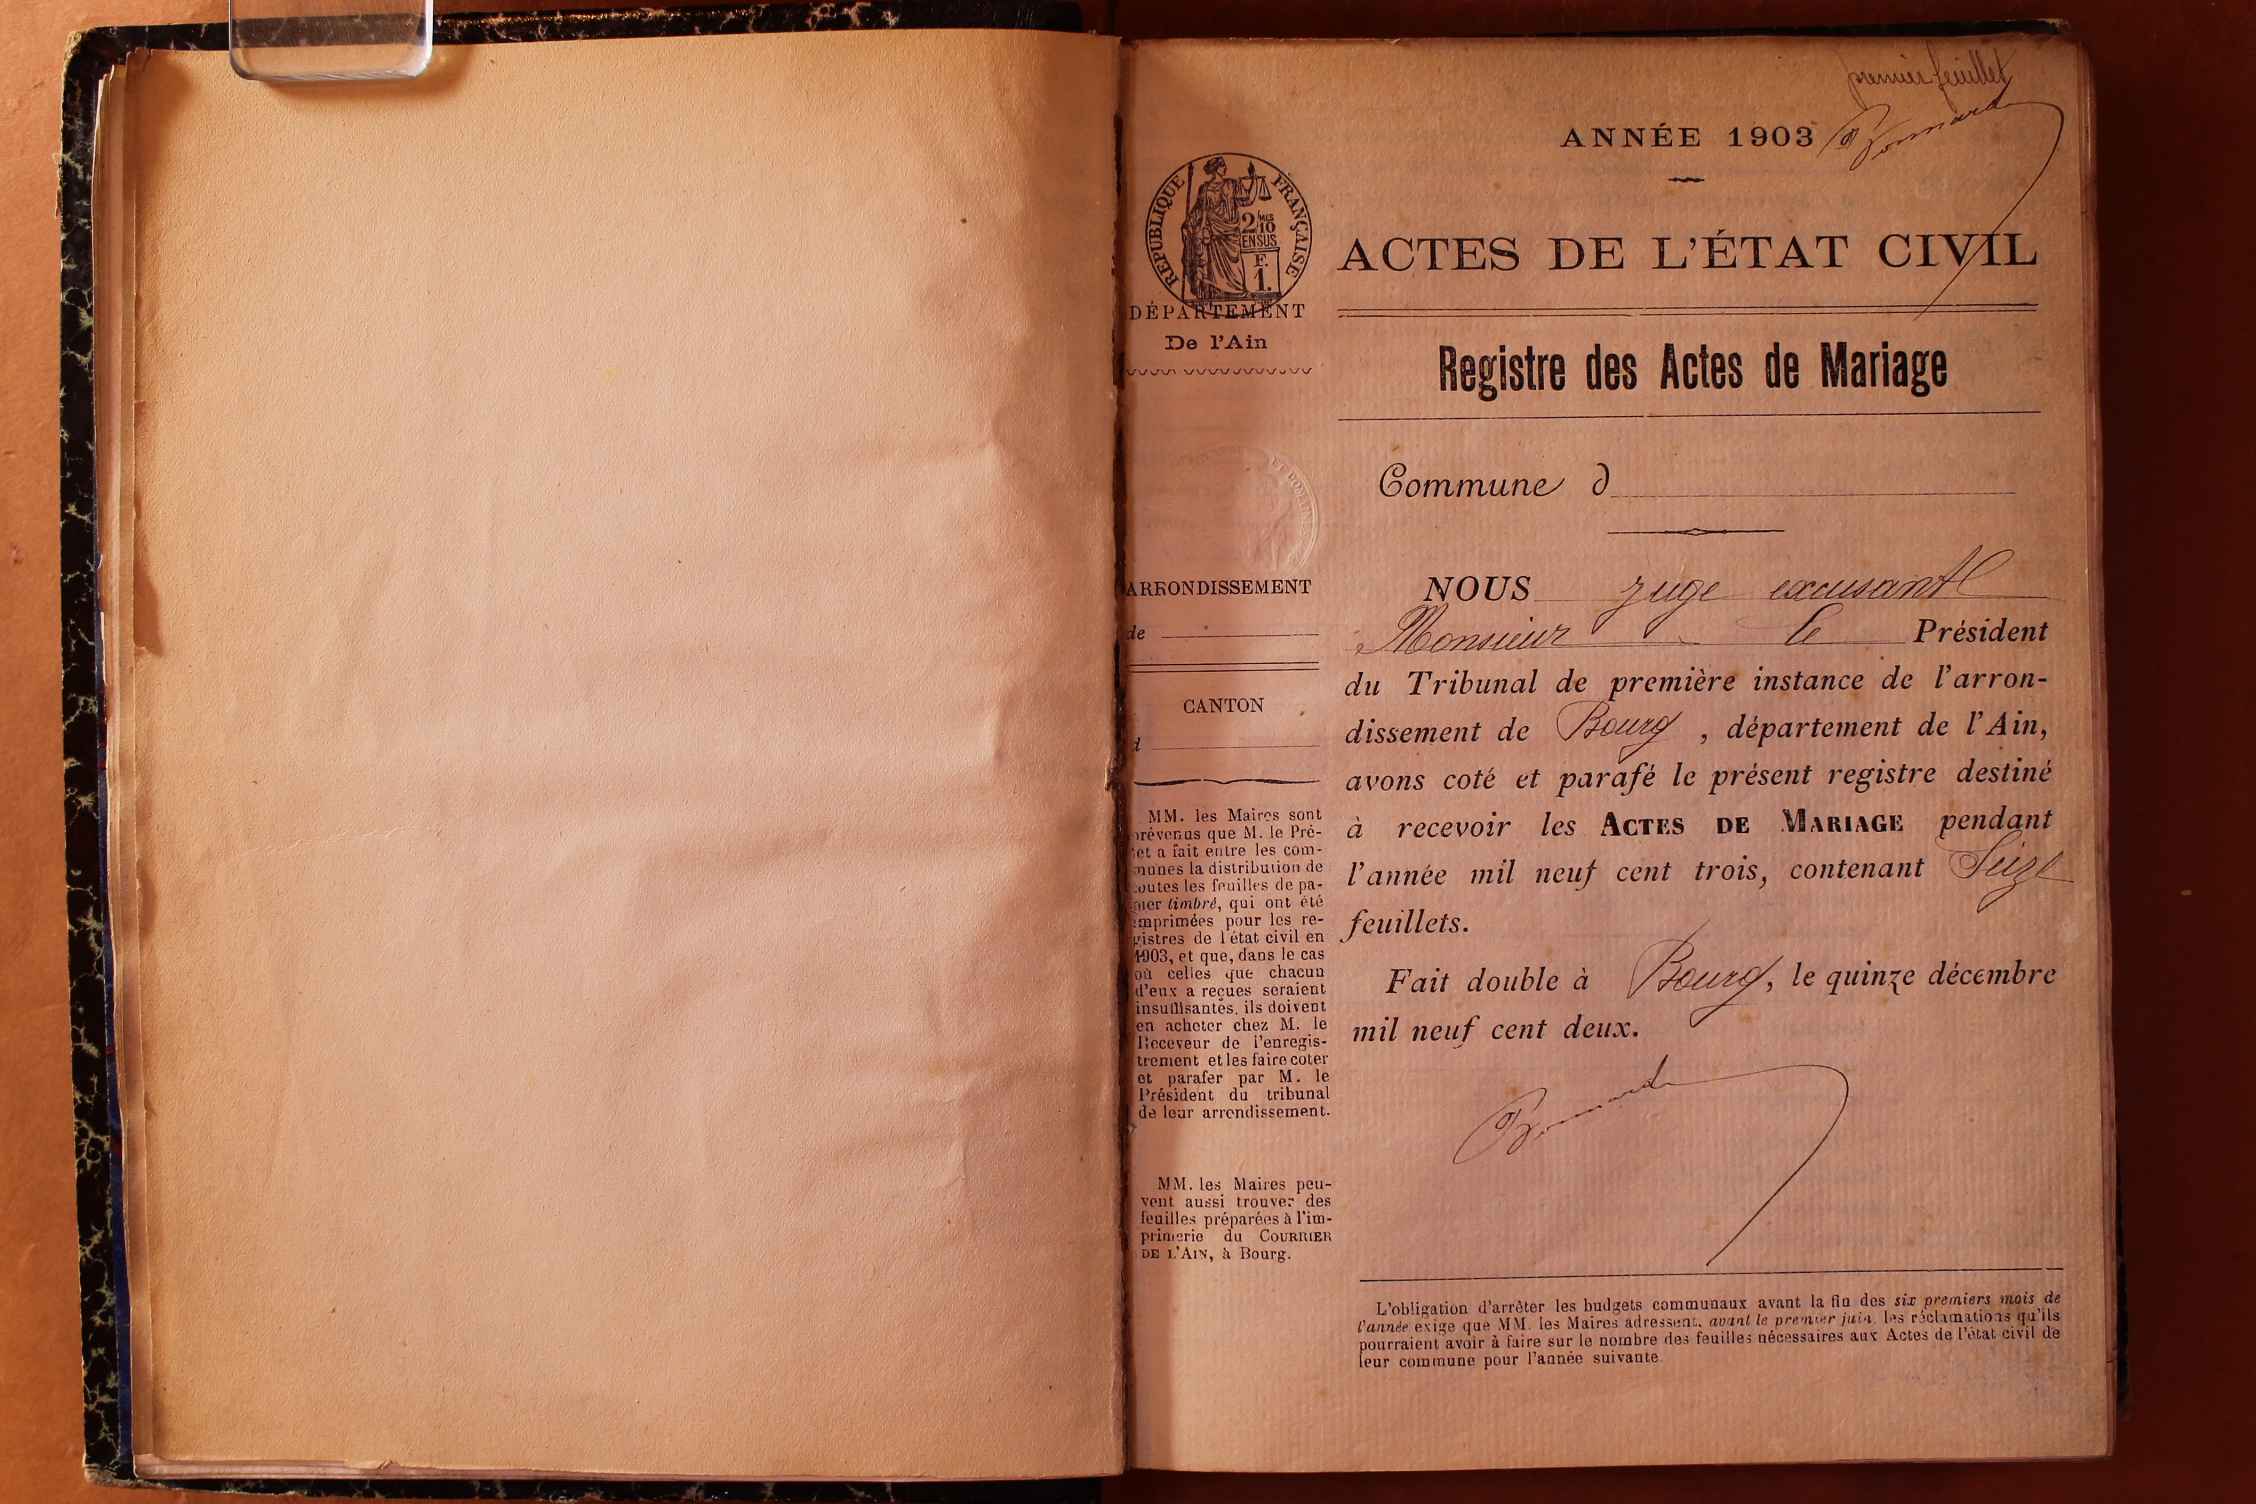 premier feuillet
ANNÉE 1903
Bonnard
RÉPUBLIQUE FRANÇAISE
2/10 MES
EN SUS
F.
1.
DÉPARTEMENT
De l'Ain
ACTES DE L'ÉTAT CIVIL
Registre des Actes de Mariage
Commune d
ARRONDISSEMENT
de
CANTON
d
MM. les Maires sont
prévenus que M. le Pré-
fet a fait entre les com-
munes la distribution de
toutes les feuilles de pa-
pier timbré, qui ont été
imprimées pour les re-
gistres de l'état civil en
1903, et que, dans le cas
où celles que chacun
d'eux a reçues seraient
insuffisantes, ils doivent
en acheter chez M. le
Receveur de l'enregis-
trement et les faire coter
et parafer par M. le
Président du tribunal
de leur arrondissement.
MM. les Maires peu-
vent aussi trouver des
feuilles préparées à l'im-
primerie du COURRIER
DE L'AIN, à Bourg.
NOUS juge excusant
Monsieur le Président
du Tribunal de première instance de l'arron-
dissement de Bourg, département de l'Ain,
avons coté et parafé le présent registre destiné
à recevoir les ACTES DE MARIAGE pendant
l'année mil neuf cent trois, contenant Seize
feuillets.
Fait double à Bourg, le quinze décembre
mil neuf cent deux.
Bonnard
L'obligation d'arrêter les budgets communaux avant la fin des six premiers mois de
l'année exige que MM. les Maires adressent, avant le premier juin, les réclamations qu'ils
pourraient avoir à faire sur le nombre des feuilles nécessaires aux Actes de l'état civil de
leur commune pour l'année suivante.